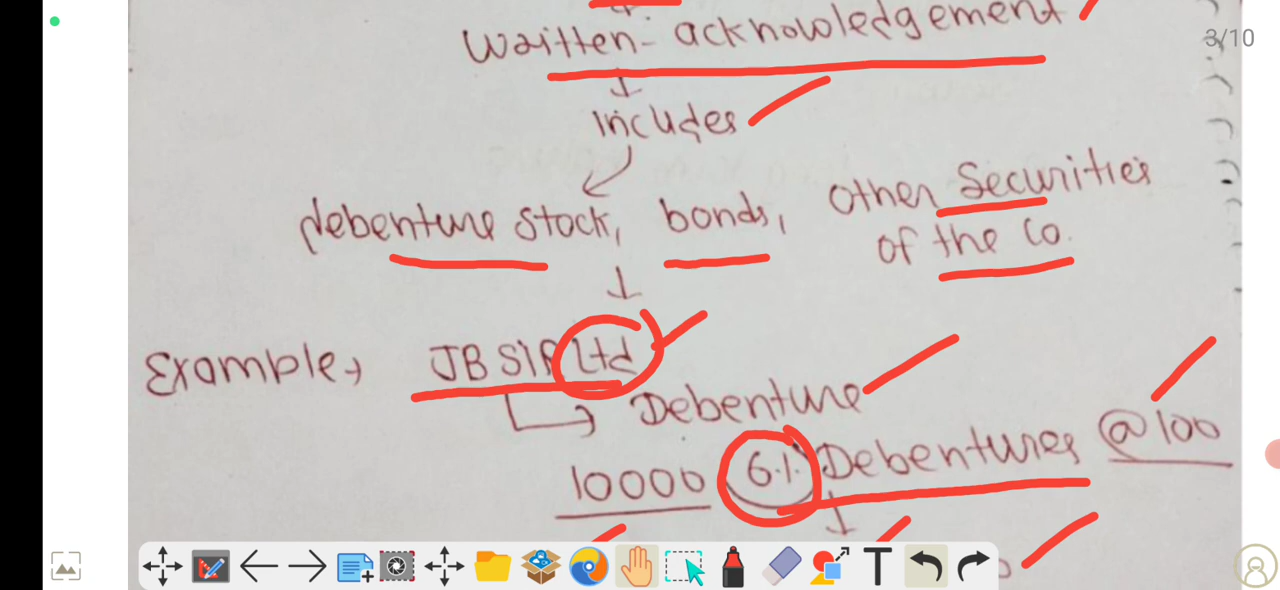 Written- acknowledgement
3/10
includes
debenture stock, bonds, Other Securities
of the Co.
Example, JB SIR Ltd
Debenture
10000 6% Debentures @100
T